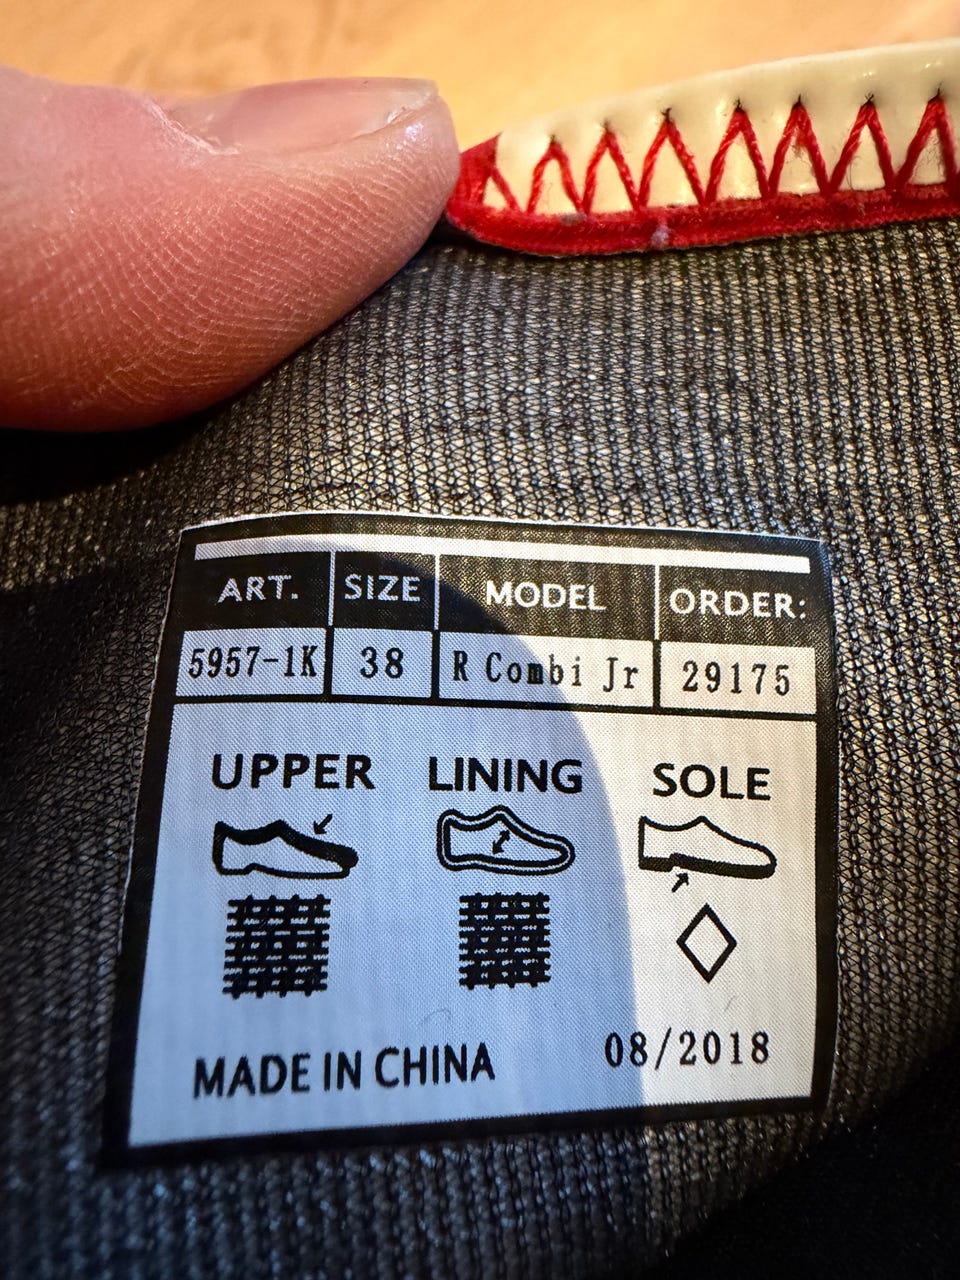 ART. SIZE MODEL ORDER:
5957-1K 38 R Combi Jr 29175
UPPER LINING SOLE
MADE IN CHINA 08/2018